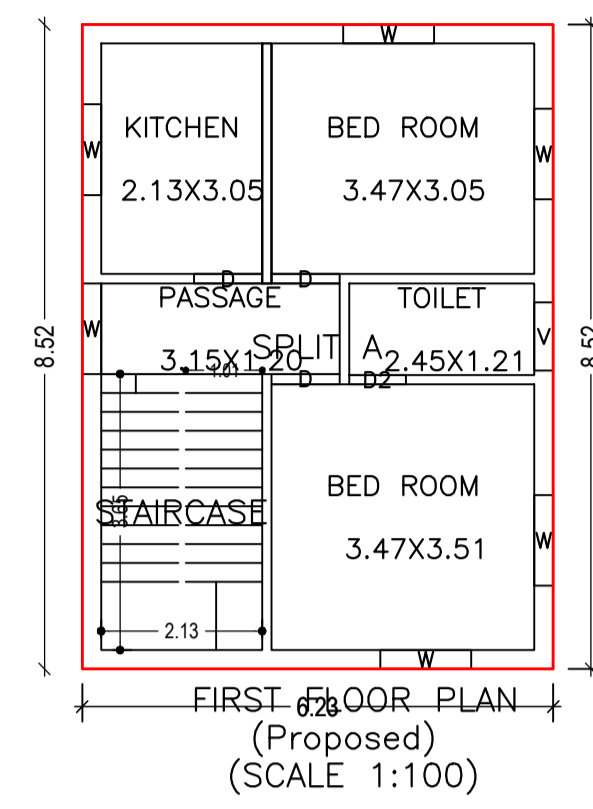 W
KITCHEN
2.13X3.05
BED ROOM
3.47X3.05
W
W
D
D
PASSAGE
3.15X1.20
TOILET
2.45X1.21
W
V
SPLIT A
1.01
D
D2
8.52
8.52
STAIRCASE
BED ROOM
3.47X3.51
W
2.13
W
FIRST FLOOR PLAN
6.23
(Proposed)
(SCALE 1:100)